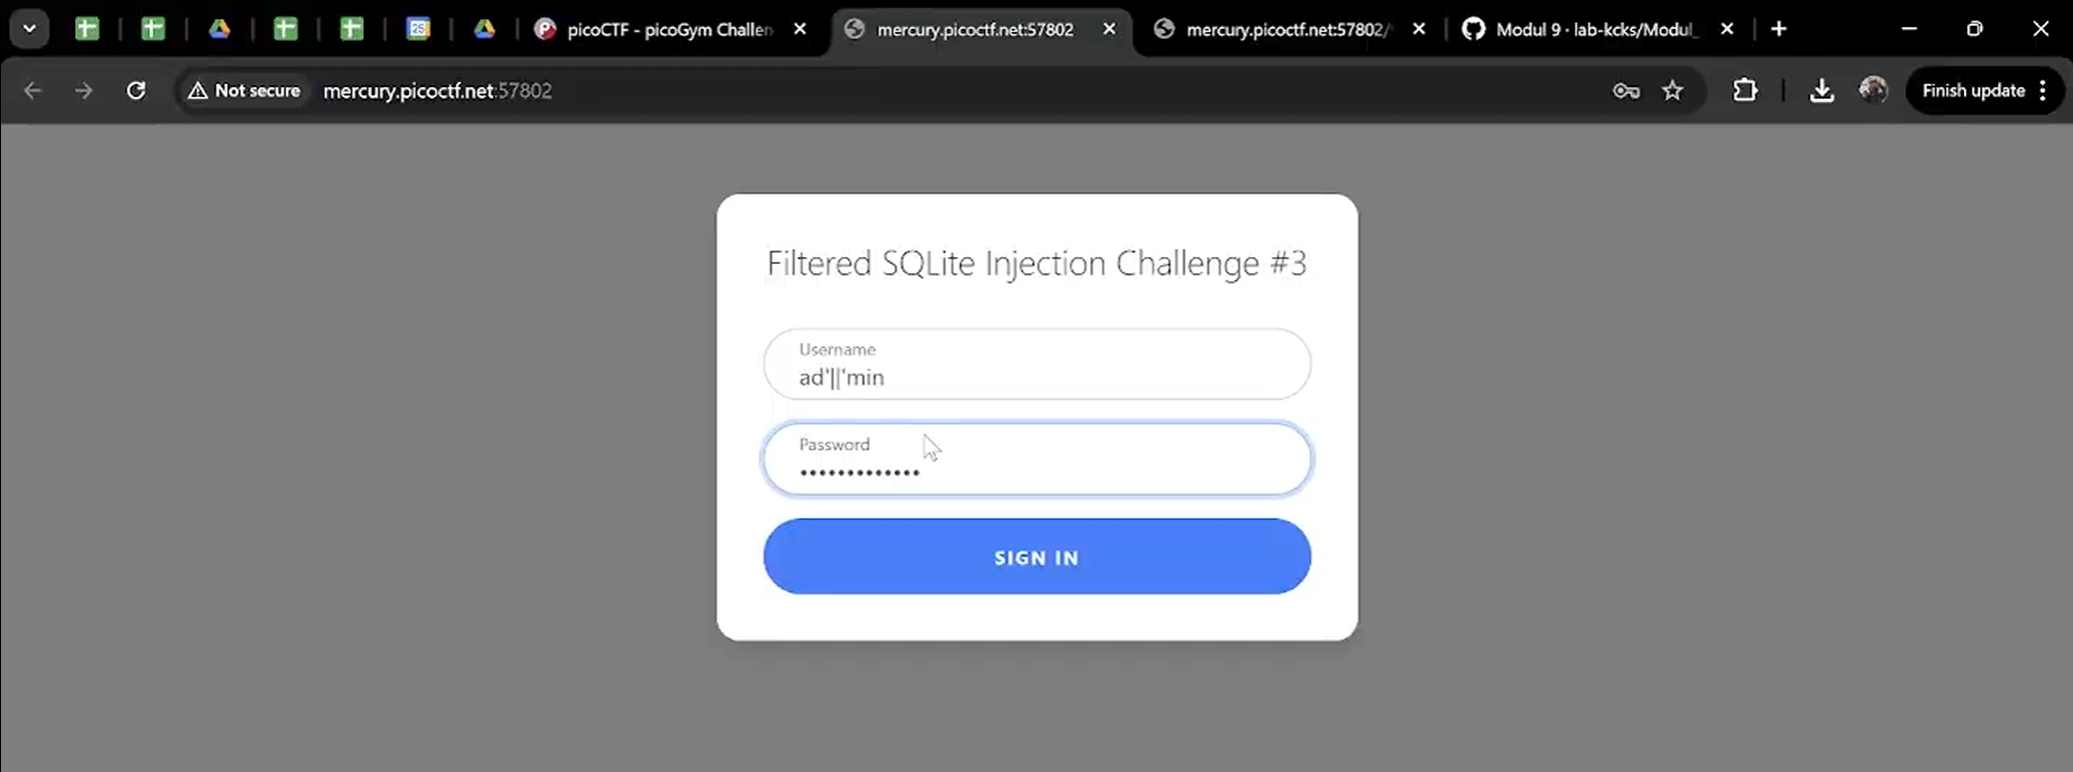 picoCTF - picoGym Challen
mercury.picoctf.net:57802
mercury.picoctf.net:57802/
Modul 9 · lab-kcks/Modul_
Not secure
mercury.picoctf.net:57802
Finish update
Filtered SQLite Injection Challenge #3
Username
ad'||'min
Password
•••••••••••••
SIGN IN